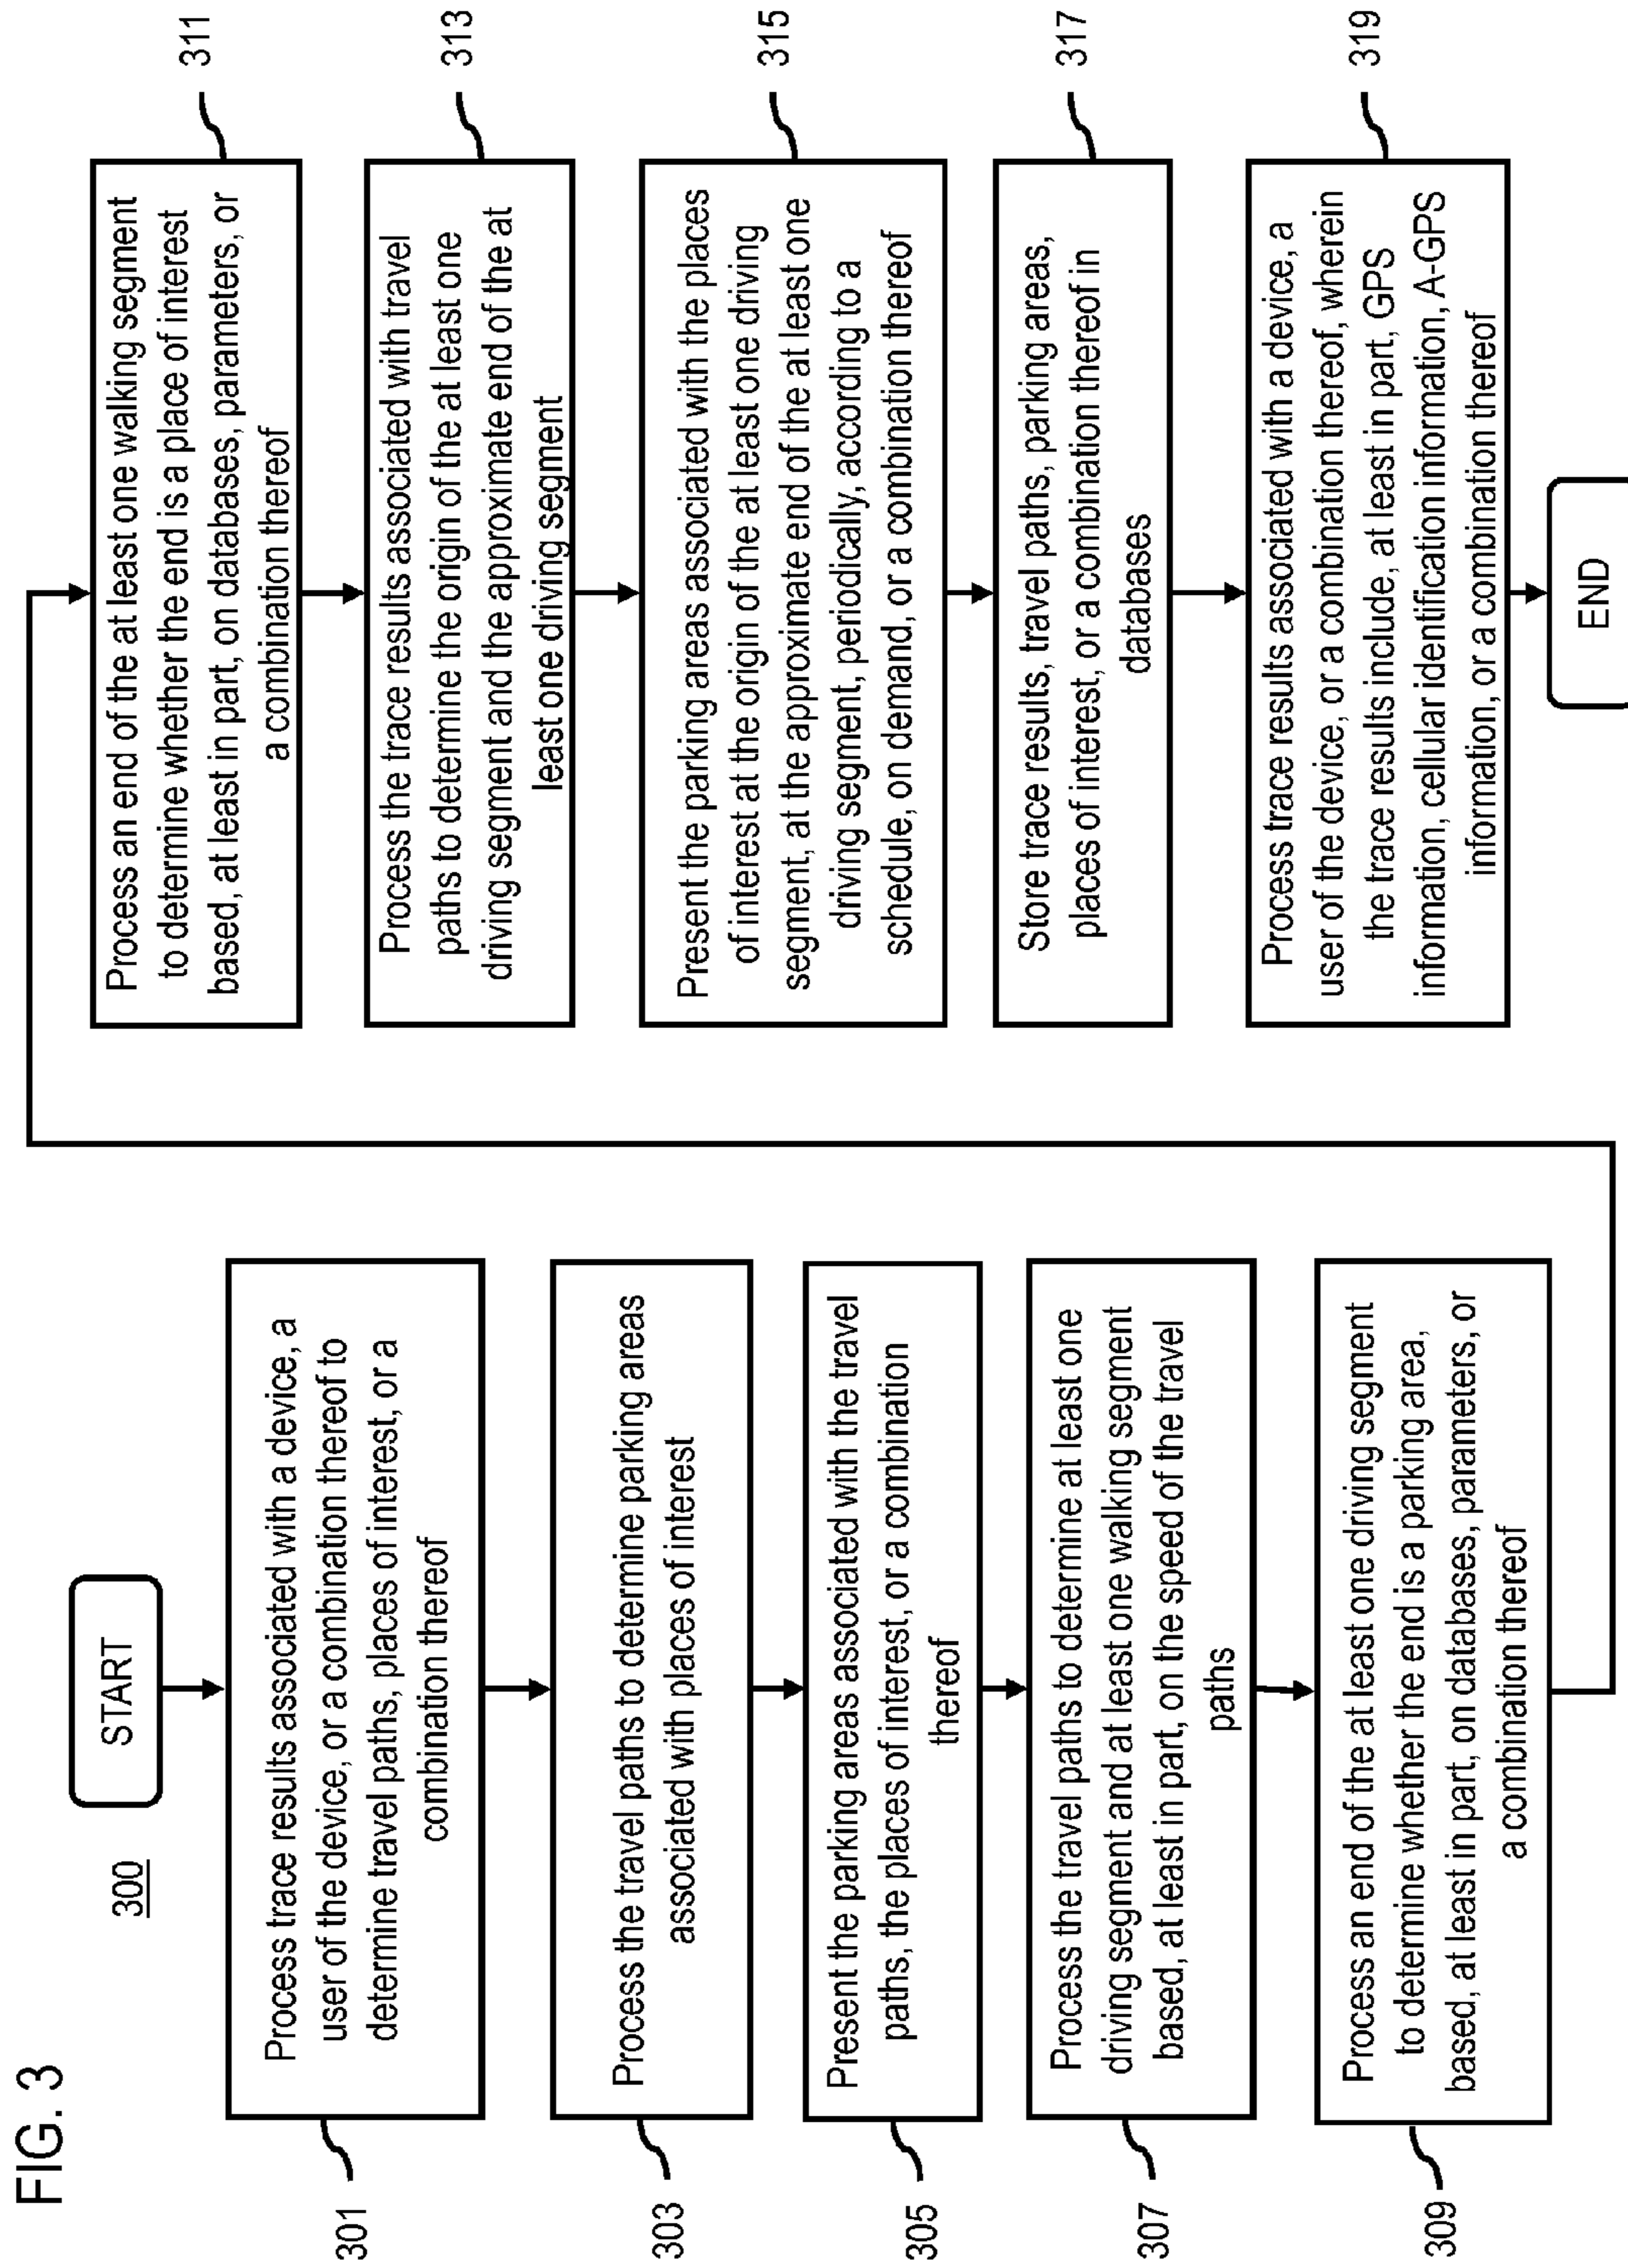 FIG. 3
300
START
301
Process trace results associated with a device, a
user of the device, or a combination thereof to
determine travel paths, places of interest, or a
combination thereof
303
Process the travel paths to determine parking areas
associated with places of interest
305
Present the parking areas associated with the travel
paths, the places of interest, or a combination
thereof
307
Process the travel paths to determine at least one
driving segment and at least one walking segment
based, at least in part, on the speed of the travel
paths
309
Process an end of the at least one driving segment
to determine whether the end is a parking area,
based, at least in part, on databases, parameters, or
a combination thereof
311
Process an end of the at least one walking segment
to determine whether the end is a place of interest
based, at least in part, on databases, parameters, or
a combination thereof
313
Process the trace results associated with travel
paths to determine the origin of the at least one
driving segment and the approximate end of the at
least one driving segment
315
Present the parking areas associated with the places
of interest at the origin of the at least one driving
segment, at the approximate end of the at least one
driving segment, periodically, according to a
schedule, on demand, or a combination thereof
317
Store trace results, travel paths, parking areas,
places of interest, or a combination thereof in
databases
319
Process trace results associated with a device, a
user of the device, or a combination thereof, wherein
the trace results include, at least in part, GPS
information, cellular identification information, A-GPS
information, or a combination thereof
END